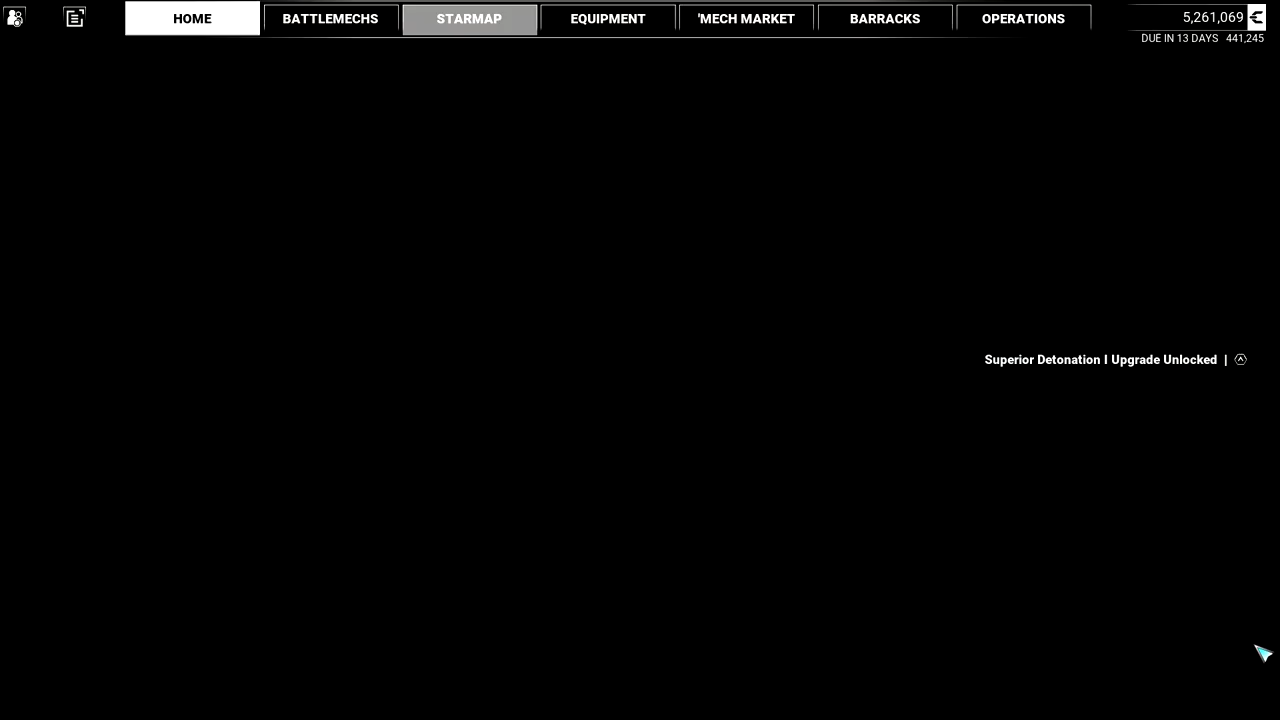 HOME
BATTLEMECHS
STARMAP
EQUIPMENT
'MECH MARKET
BARRACKS
OPERATIONS
5,261,069
DUE IN 13 DAYS 441,245
Superior Detonation I Upgrade Unlocked |